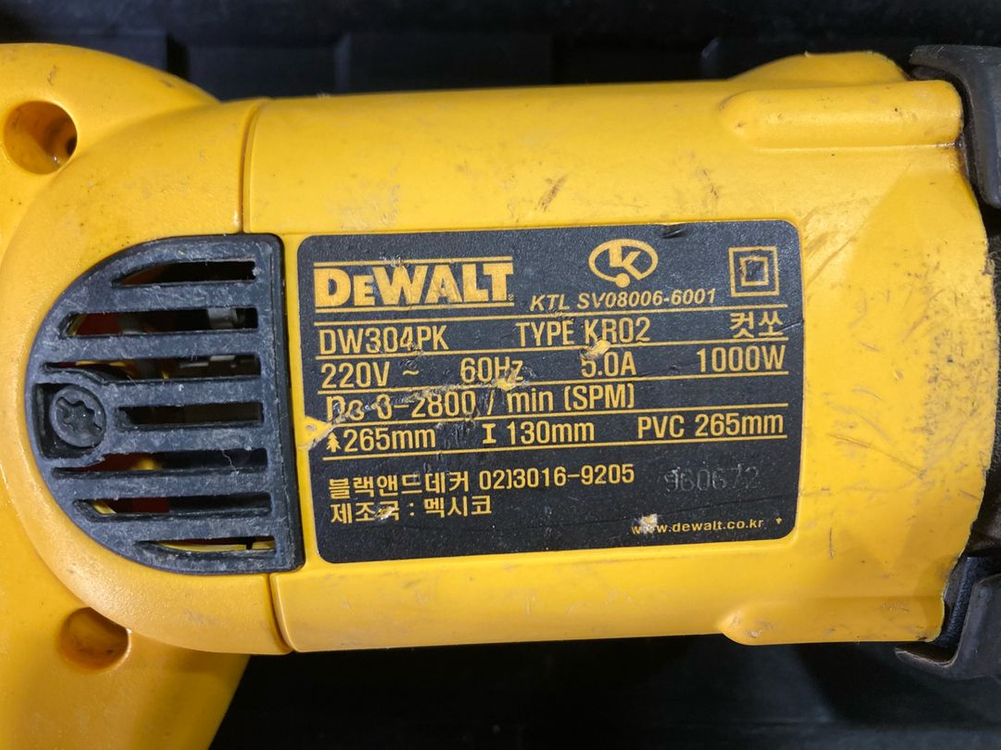 DEWALT
K
KTL SV08006-6001
DW304PK TYPE KR02 컷쏘
220V ~ 60Hz 5.0A 1000W
0-2800 / min (SPM)
265mm I 130mm PVC 265mm
블랙앤드데커 02)3016-9205
960672
제조국 : 멕시코
www.dewalt.co.kr